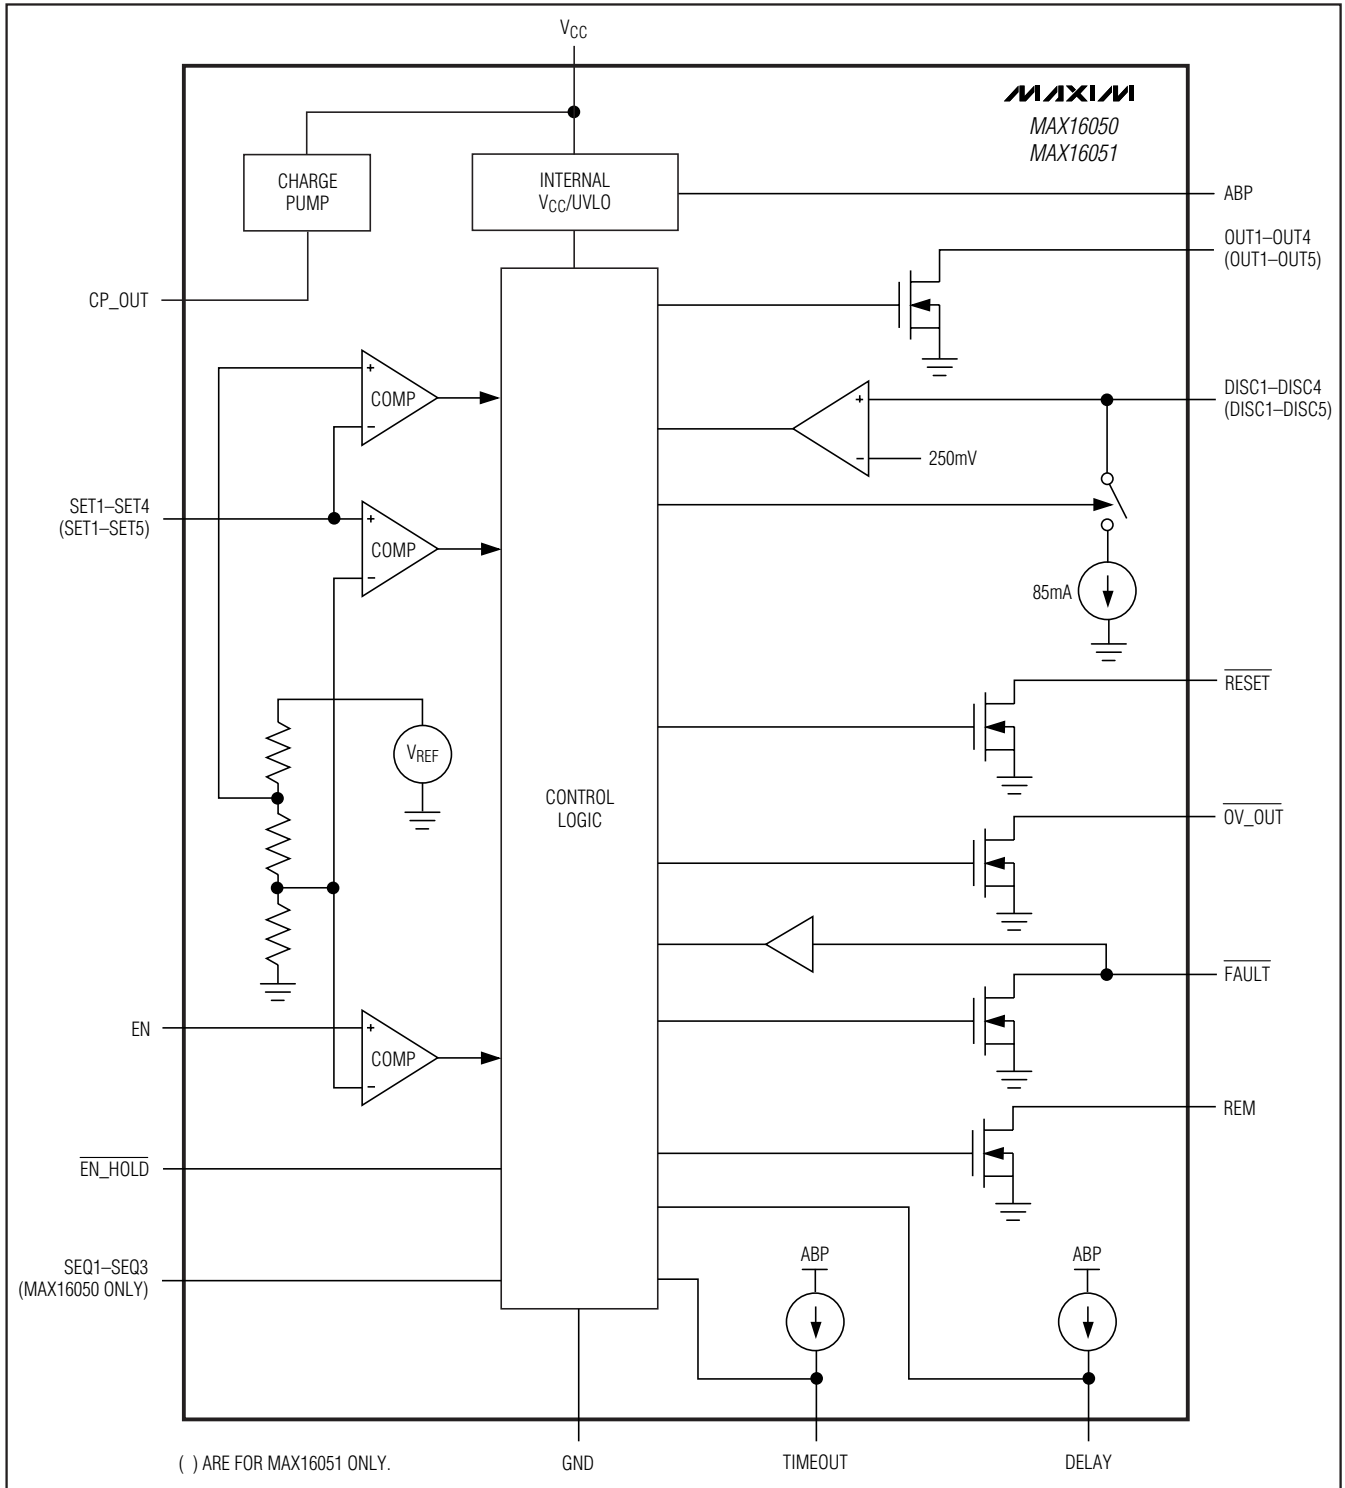 VCC
MAXIM
MAX16050
MAX16051
CHARGE
PUMP
INTERNAL
VCC/UVLO
ABP
OUT1–OUT4
(OUT1–OUT5)
CP_OUT
+
COMP
−
DISC1–DISC4
(DISC1–DISC5)
+
−
250mV
SET1–SET4
(SET1–SET5)
+
COMP
−
85mA
RESET
VREF
CONTROL
LOGIC
OV_OUT
FAULT
EN
+
COMP
−
REM
EN_HOLD
SEQ1–SEQ3
(MAX16050 ONLY)
ABP
ABP
( ) ARE FOR MAX16051 ONLY.
GND
TIMEOUT
DELAY